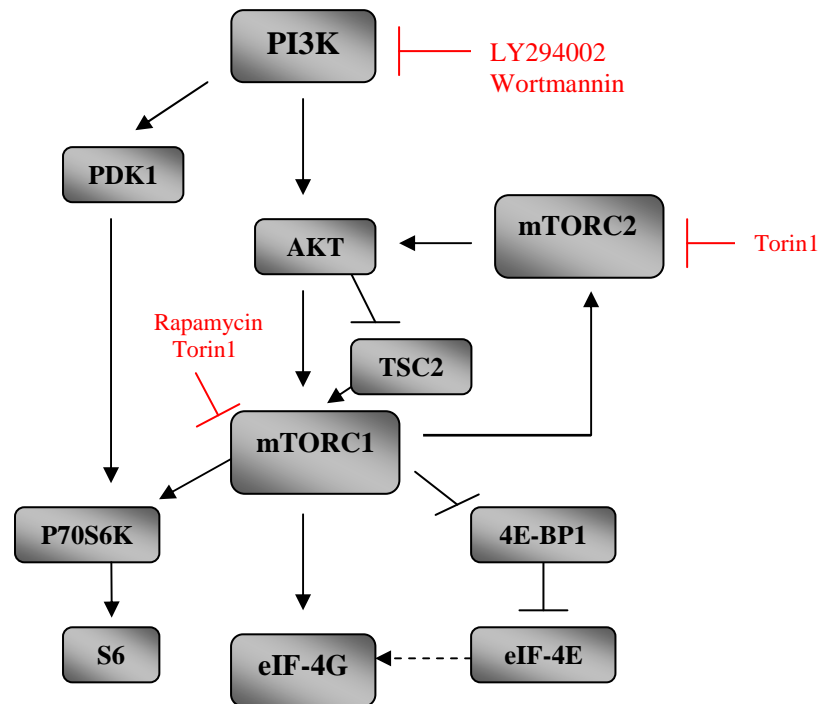 PI3K
LY294002
Wortmannin
PDK1
mTORC2
AKT
Torin1
Rapamycin
Torin1
TSC2
mTORC1
P70S6K
4E-BP1
S6
eIF-4G
eIF-4E